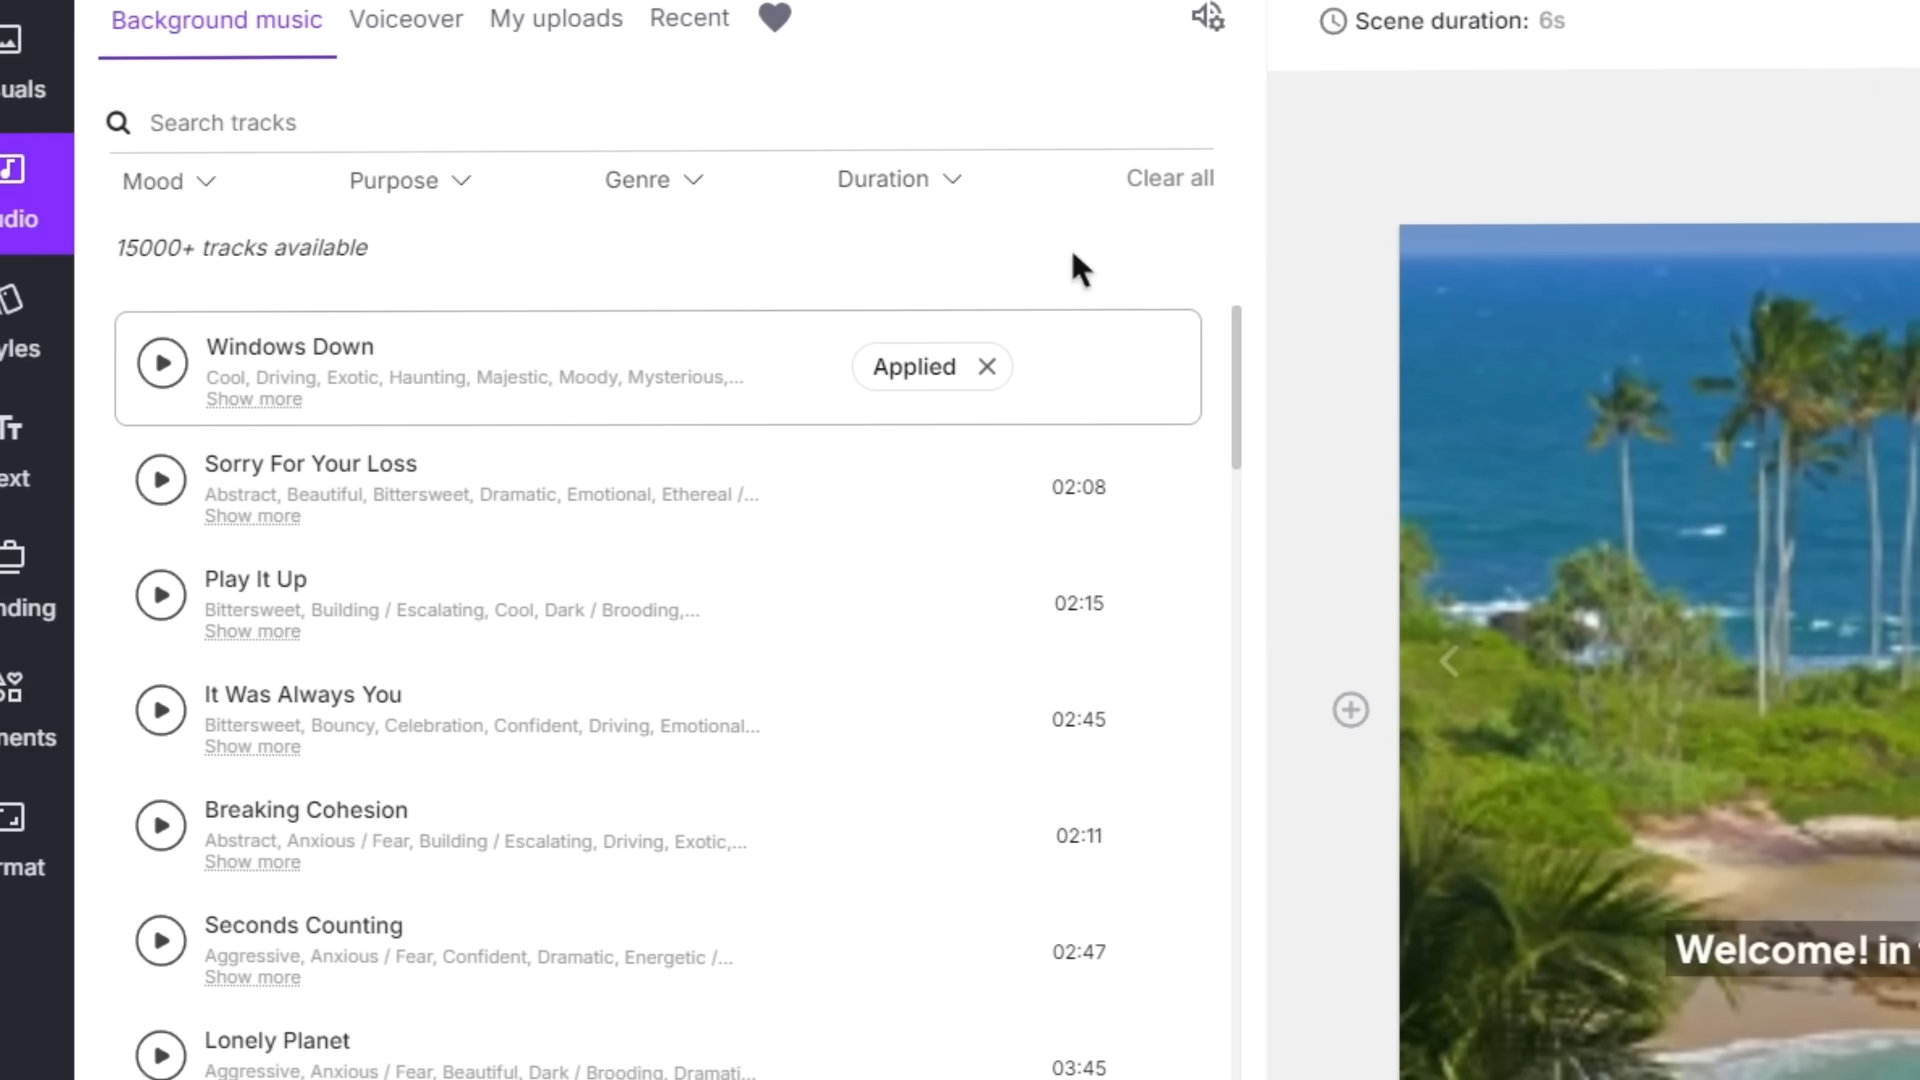 Background music Voiceover My uploads Recent
Scene duration: 6s
uals
Search tracks
Mood Purpose Genre Duration Clear all
dio
15000+ tracks available
yles
Windows Down
Cool, Driving, Exotic, Haunting, Majestic, Moody, Mysterious,...
Show more
Applied
ext
Sorry For Your Loss
Abstract, Beautiful, Bittersweet, Dramatic, Emotional, Ethereal /...
Show more
02:08
nding
Play It Up
Bittersweet, Building / Escalating, Cool, Dark / Brooding,...
Show more
02:15
ments
It Was Always You
Bittersweet, Bouncy, Celebration, Confident, Driving, Emotional...
Show more
02:45
rmat
Breaking Cohesion
Abstract, Anxious / Fear, Building / Escalating, Driving, Exotic,...
Show more
02:11
Seconds Counting
Aggressive, Anxious / Fear, Confident, Dramatic, Energetic /...
Show more
02:47
Lonely Planet
Aggressive, Anxious / Fear, Beautiful, Dark / Brooding, Dramati...
03:45
Welcome! in